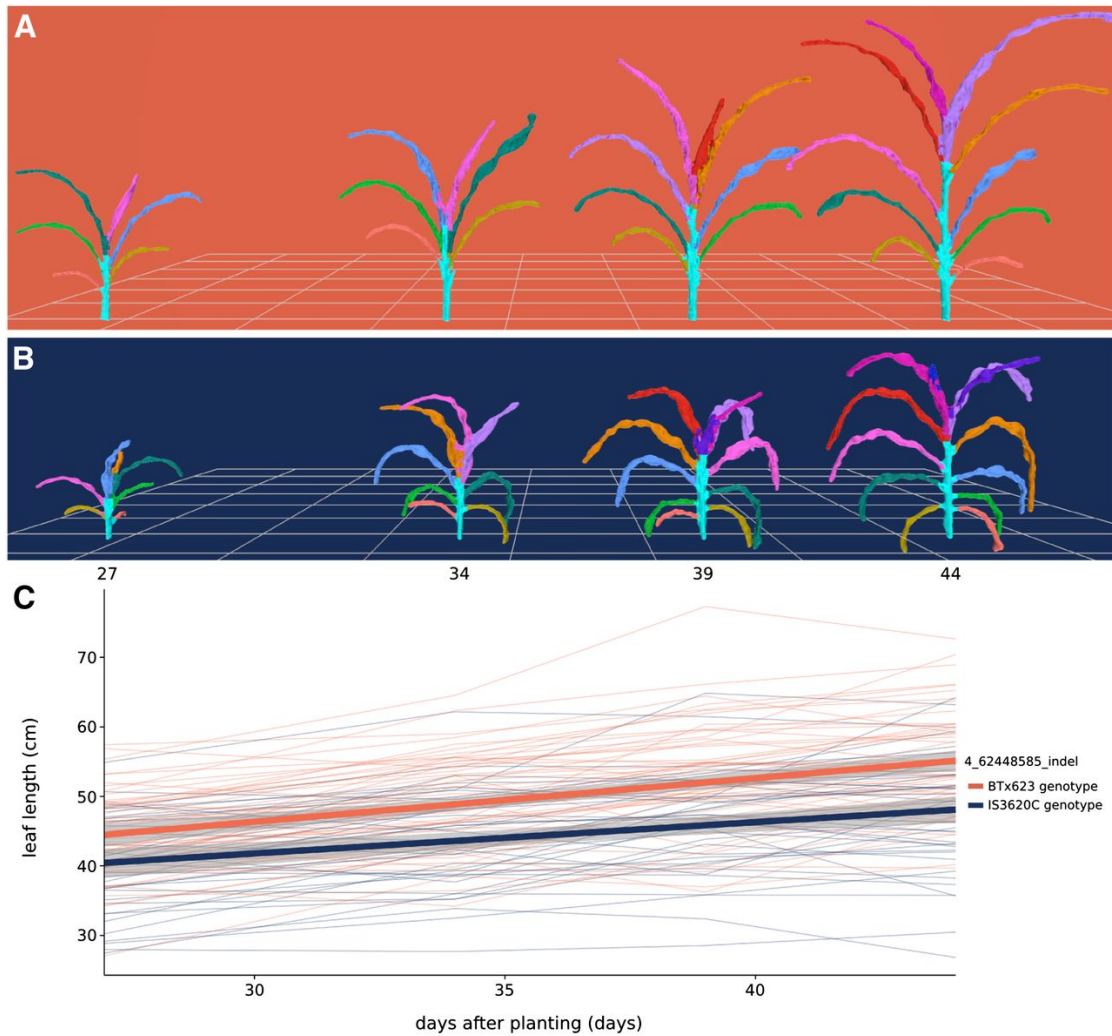 A
B
27 34 39 44
C
70
60
50
40
30
leaf length (cm)
4_62448585_indel
BTx623 genotype
IS3620C genotype
30 35 40
days after planting (days)